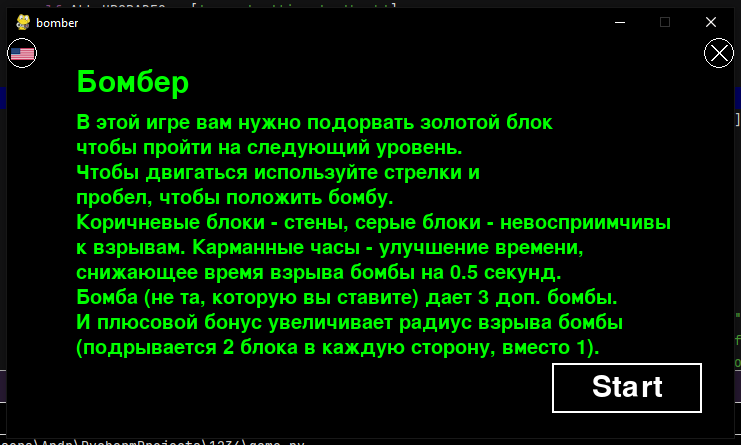 bomber
Бомбер
В этой игре вам нужно подорвать золотой блок
чтобы пройти на следующий уровень.
Чтобы двигаться используйте стрелки и
пробел, чтобы положить бомбу.
Коричневые блоки - стены, серые блоки - невосприимчивы
к взрывам. Карманные часы - улучшение времени,
снижающее время взрыва бомбы на 0.5 секунд.
Бомба (не та, которую вы ставите) дает 3 доп. бомбы.
И плюсовой бонус увеличивает радиус взрыва бомбы
(подрывается 2 блока в каждую сторону, вместо 1).
Start